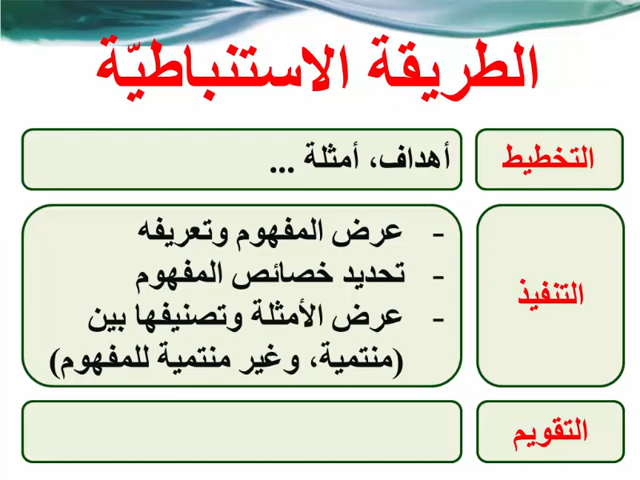 الطريقة الاستنباطيّة
التخطيط
أهداف، أمثلة ...
التنفيذ
- عرض المفهوم وتعريفه
- تحديد خصائص المفهوم
- عرض الأمثلة وتصنيفها بين
(منتمية، وغير منتمية للمفهوم)
التقويم